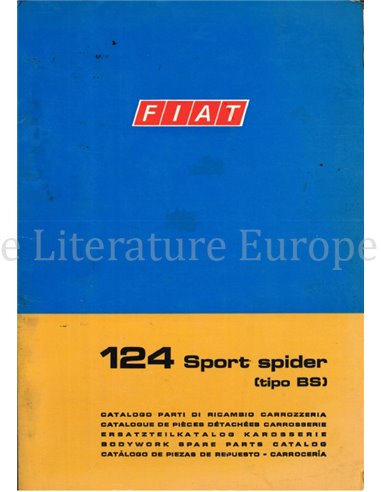 FIAT
e Literature Europe
124 Sport spider
(tipo BS)
CATALOGO PARTI DI RICAMBIO CARROZZERIA
CATALOGUE DE PIÈCES DÉTACHÉES CARROSSERIE
ERSATZTEILKATALOG KAROSSERIE
BODYWORK SPARE PARTS CATALOG
CATÁLOGO DE PIEZAS DE REPUESTO - CARROCERÍA